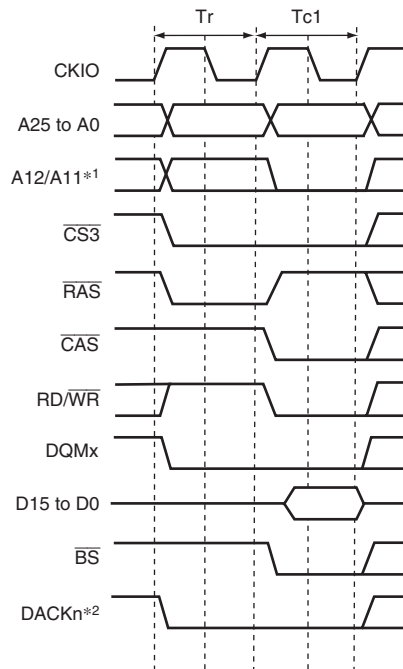 Tr Tc1
CKIO
A25 to A0
A12/A11*1
CS3
RAS
CAS
RD/WR
DQMx
D15 to D0
BS
DACKn*2